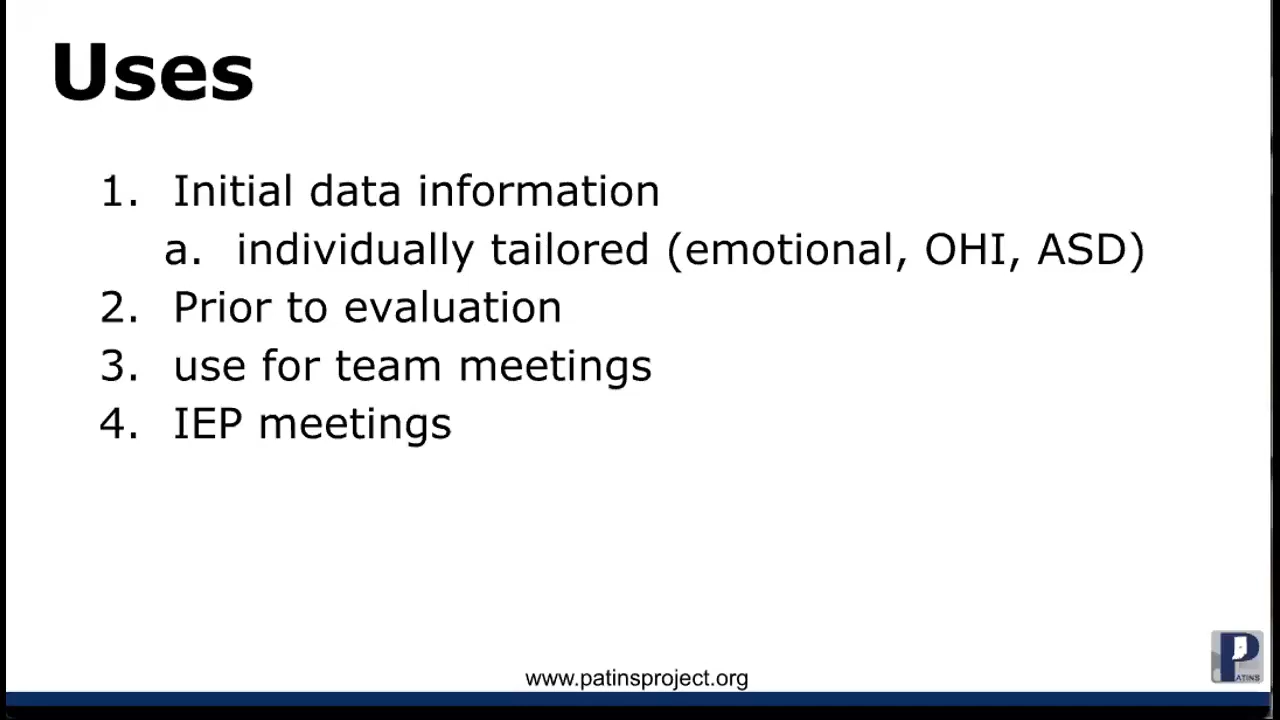 Uses
1. Initial data information
a. individually tailored (emotional, OHI, ASD)
2. Prior to evaluation
3. use for team meetings
4. IEP meetings
www.patinsproject.org
PATINS